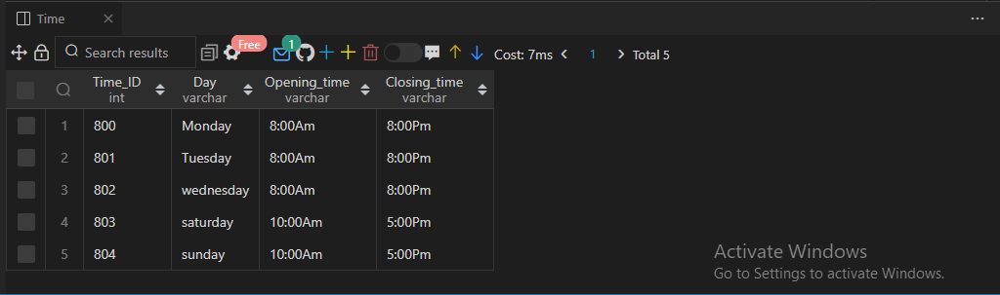 Time
Search results Free 1 Cost: 7ms 1 Total 5
Time_ID Day Opening_time Closing_time
int varchar varchar varchar
1 800 Monday 8:00Am 8:00Pm
2 801 Tuesday 8:00Am 8:00Pm
3 802 wednesday 8:00Am 8:00Pm
4 803 saturday 10:00Am 5:00Pm
5 804 sunday 10:00Am 5:00Pm
Activate Windows
Go to Settings to activate Windows.